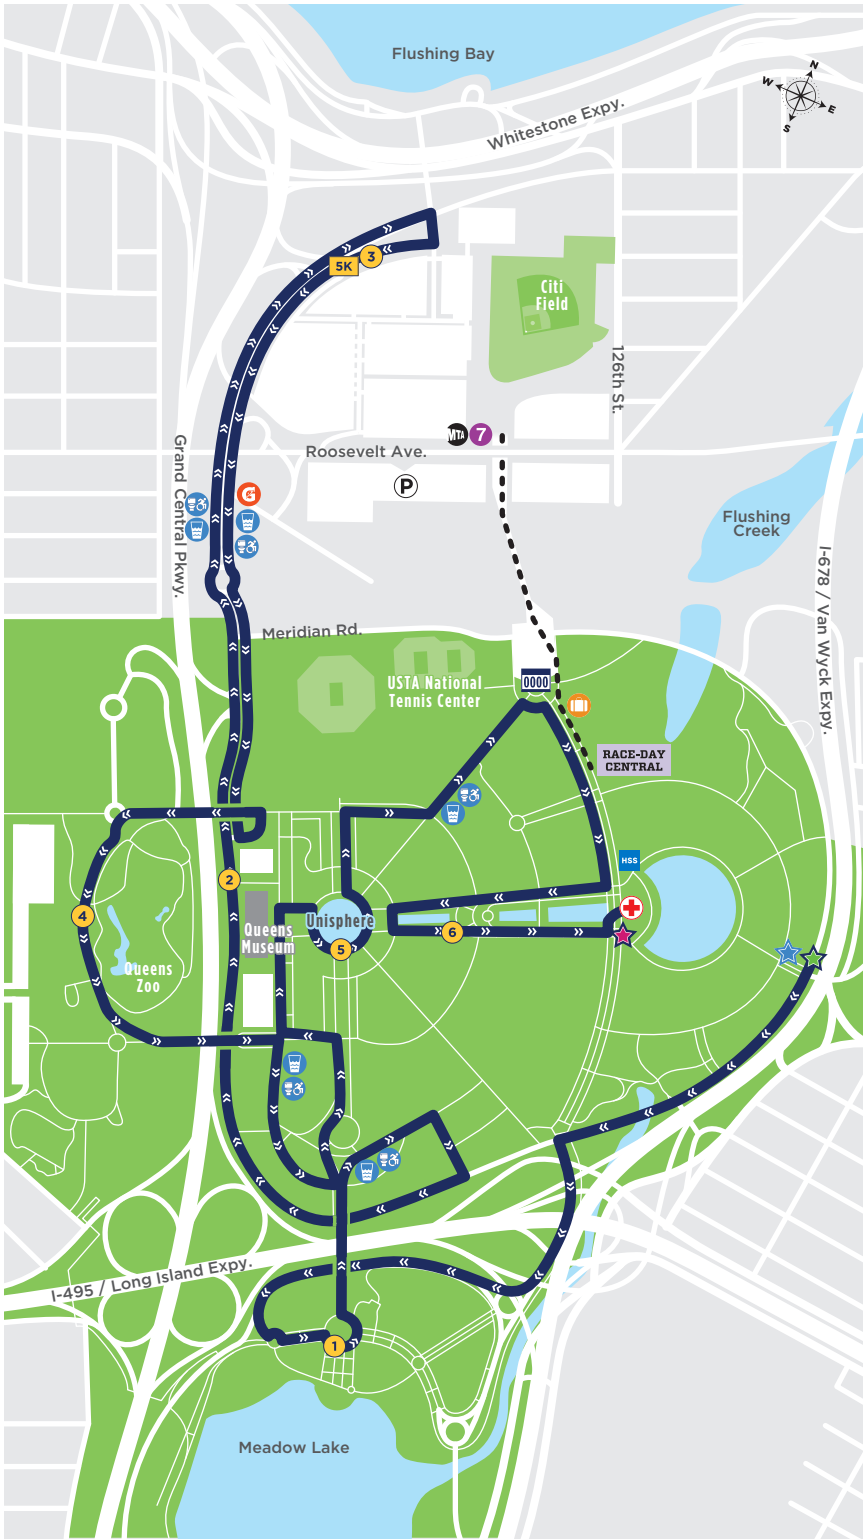 Flushing Bay
N
W
E
S
Whitestone Expy.
5K
3
Citi
Field
126th St.
MTA
7
Roosevelt Ave.
P
G
Grand Central Pkwy.
Flushing
Creek
I-678 / Van Wyck Expy.
Meridian Rd.
USTA National
Tennis Center
0000
RACE-DAY
CENTRAL
HSS
2
4
Unisphere
Queens
Museum
5
6
Queens
Zoo
I-495 / Long Island Expy.
1
Meadow Lake